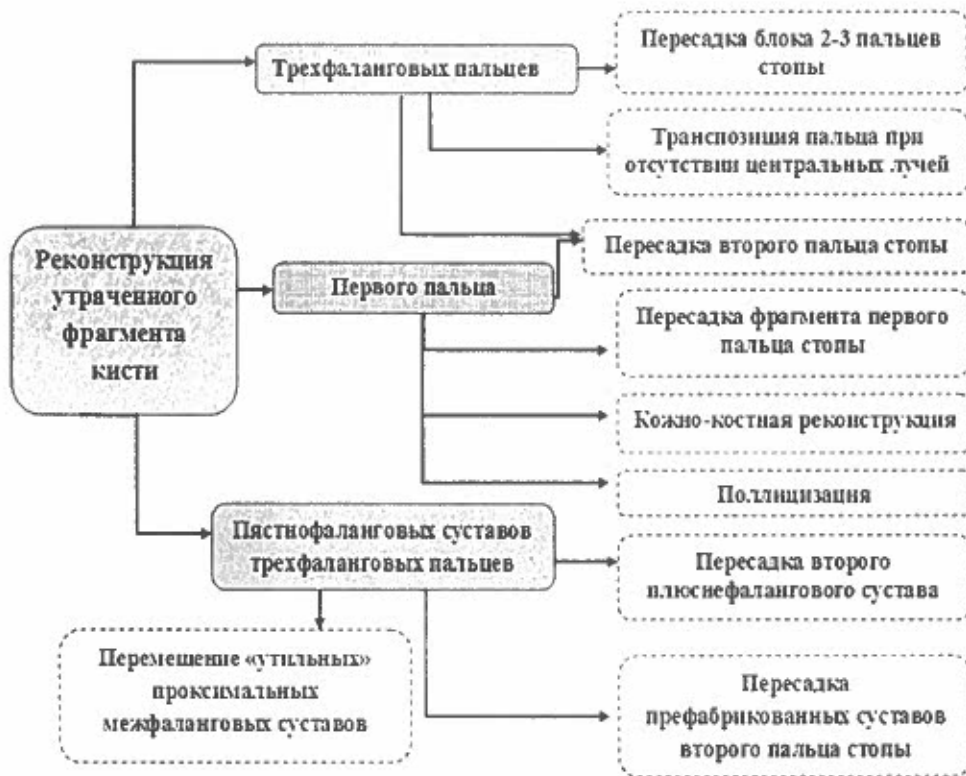 Реконструкция
утраченного
фрагмента
кисти
Трехфаланговых пальцев
Пересадка блока 2-3 пальцев
стопы
Транспозиция пальца при
отсутствии центральных лучей
Пересадка второго пальца стопы
Первого пальца
Пересадка фрагмента первого
пальца стопы
Кожно-костная реконструкция
Поллицизация
Пястнофаланговых суставов
трехфаланговых пальцев
Пересадка второго
плюснефалангового сустава
Перемещение «утильных»
проксимальных
межфаланговых суставов
Пересадка
префабрикованных суставов
второго пальца стопы